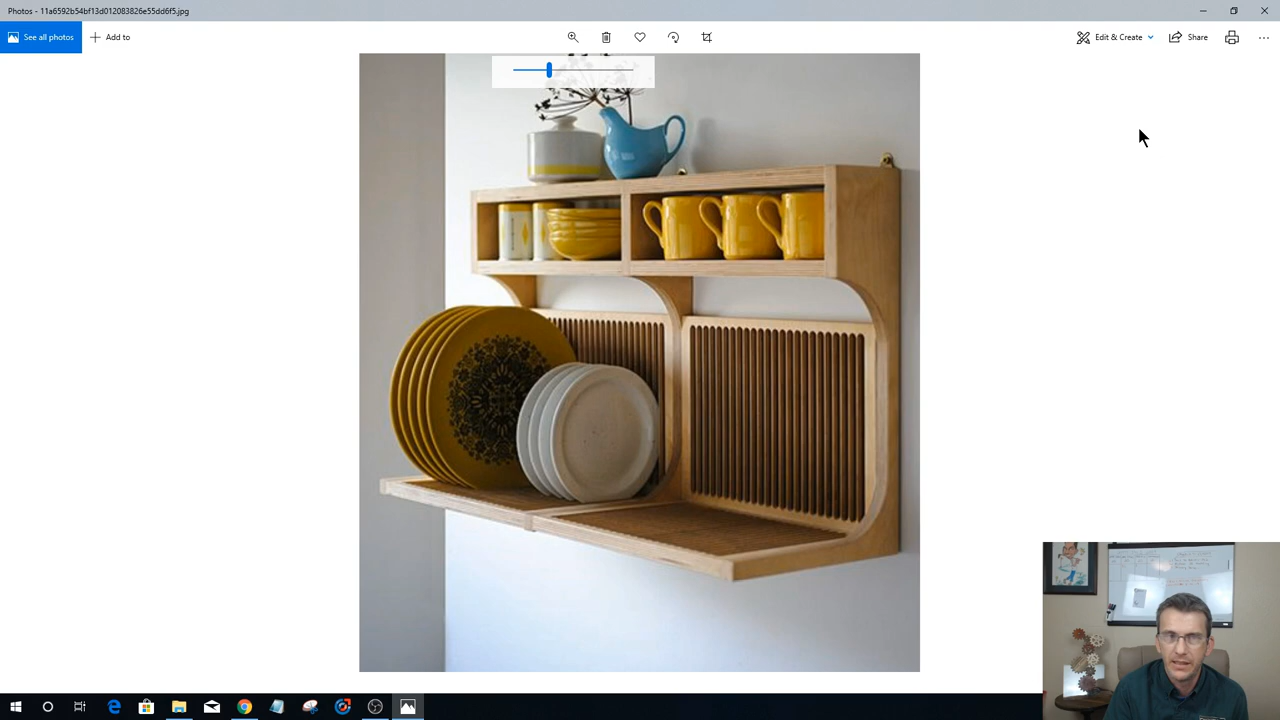 Photos - 11a6592b54bf13d012083826e55dd6f5.jpg
See all photos
Add to
Edit & Create
Share